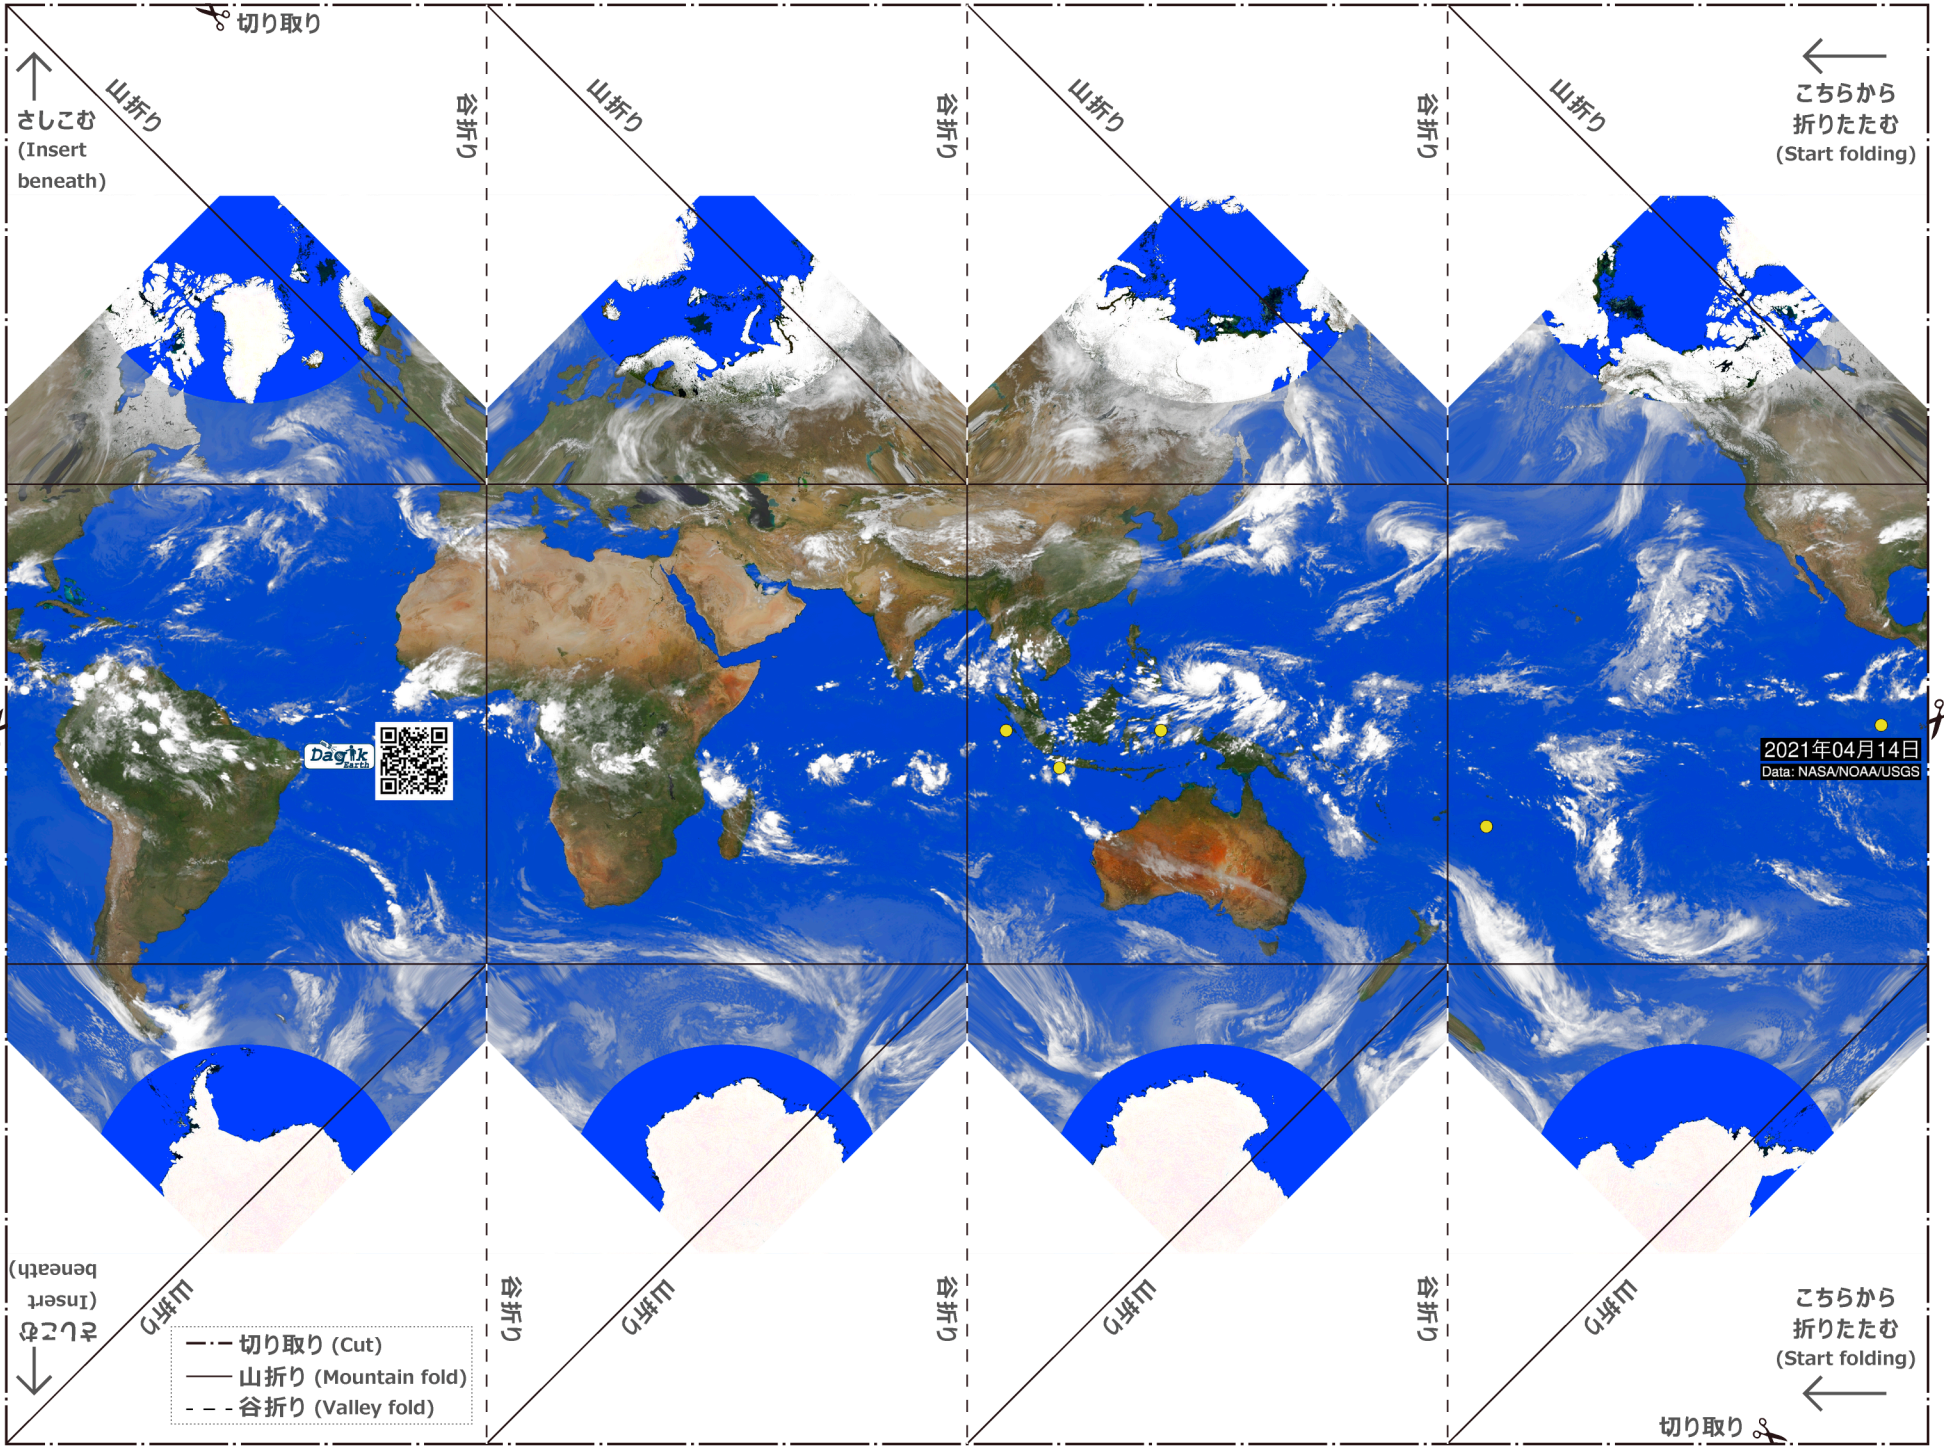 切り取り
さしこむ
(Insert
beneath)
山折り
谷折り
山折り
谷折り
山折り
谷折り
山折り
こちらから
折りたたむ
(Start folding)
Dagik
Earth
2021年04月14日
Data: NASA/NOAA/USGS
さしこむ
(Insert
beneath)
山折り
谷折り
山折り
谷折り
山折り
谷折り
山折り
こちらから
折りたたむ
(Start folding)
切り取り (Cut)
山折り (Mountain fold)
谷折り (Valley fold)
切り取り